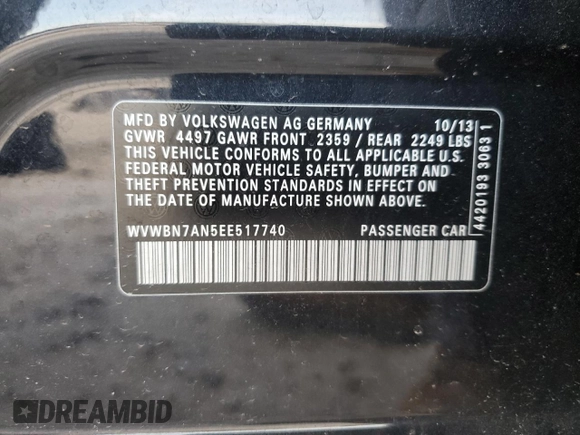 MFD BY VOLKSWAGEN AG GERMANY 10/13
GVWR 4497 GAWR FRONT 2359 / REAR 2249 LBS
THIS VEHICLE CONFORMS TO ALL APPLICABLE U.S.
FEDERAL MOTOR VEHICLE SAFETY, BUMPER AND
THEFT PREVENTION STANDARDS IN EFFECT ON
THE DATE OF MANUFACTURE SHOWN ABOVE.
WVWBN7AN5EE517740 PASSENGER CAR
4420193 3063 1
DREAMBID